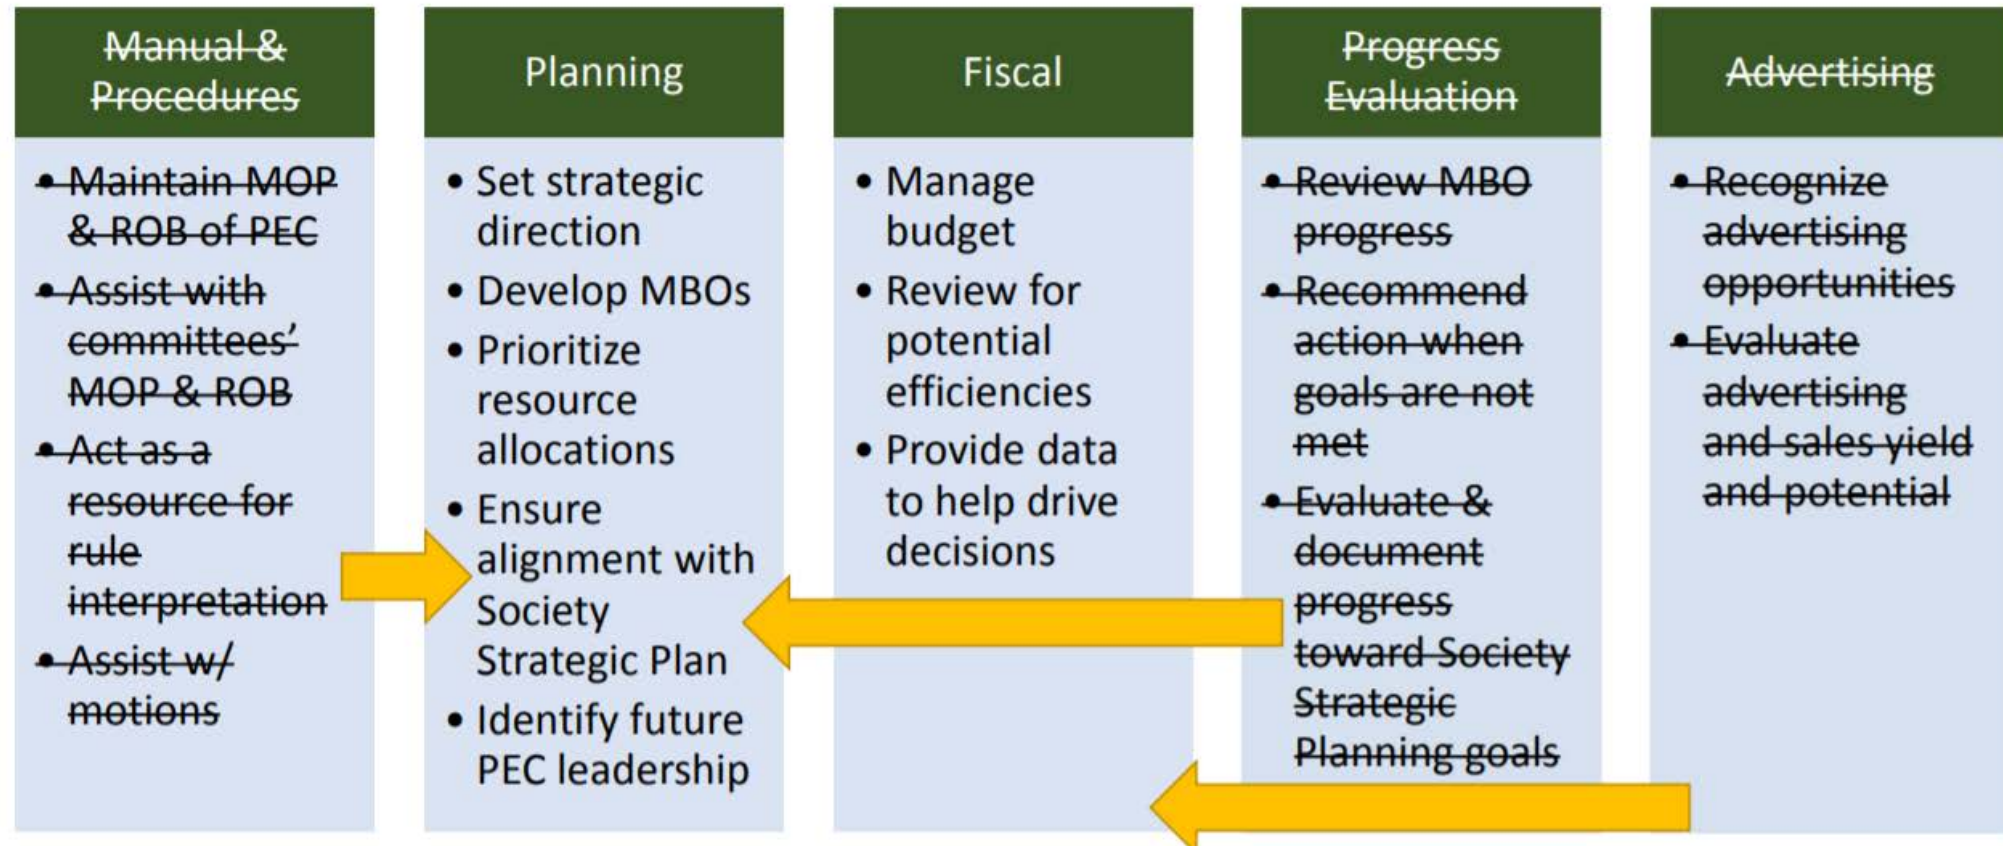 Manual &
Procedures
• Maintain MOP
& ROB of PEC
• Assist with
committees’
MOP & ROB
• Act as a
resource for
rule
interpretation
• Assist w/
motions
Planning
• Set strategic
direction
• Develop MBOs
• Prioritize
resource
allocations
• Ensure
alignment with
Society
Strategic Plan
• Identify future
PEC leadership
Fiscal
• Manage
budget
• Review for
potential
efficiencies
• Provide data
to help drive
decisions
Progress
Evaluation
• Review MBO
progress
• Recommend
action when
goals are not
met
• Evaluate &
document
progress
toward Society
Strategic
Planning goals
Advertising
• Recognize
advertising
opportunities
• Evaluate
advertising
and sales yield
and potential